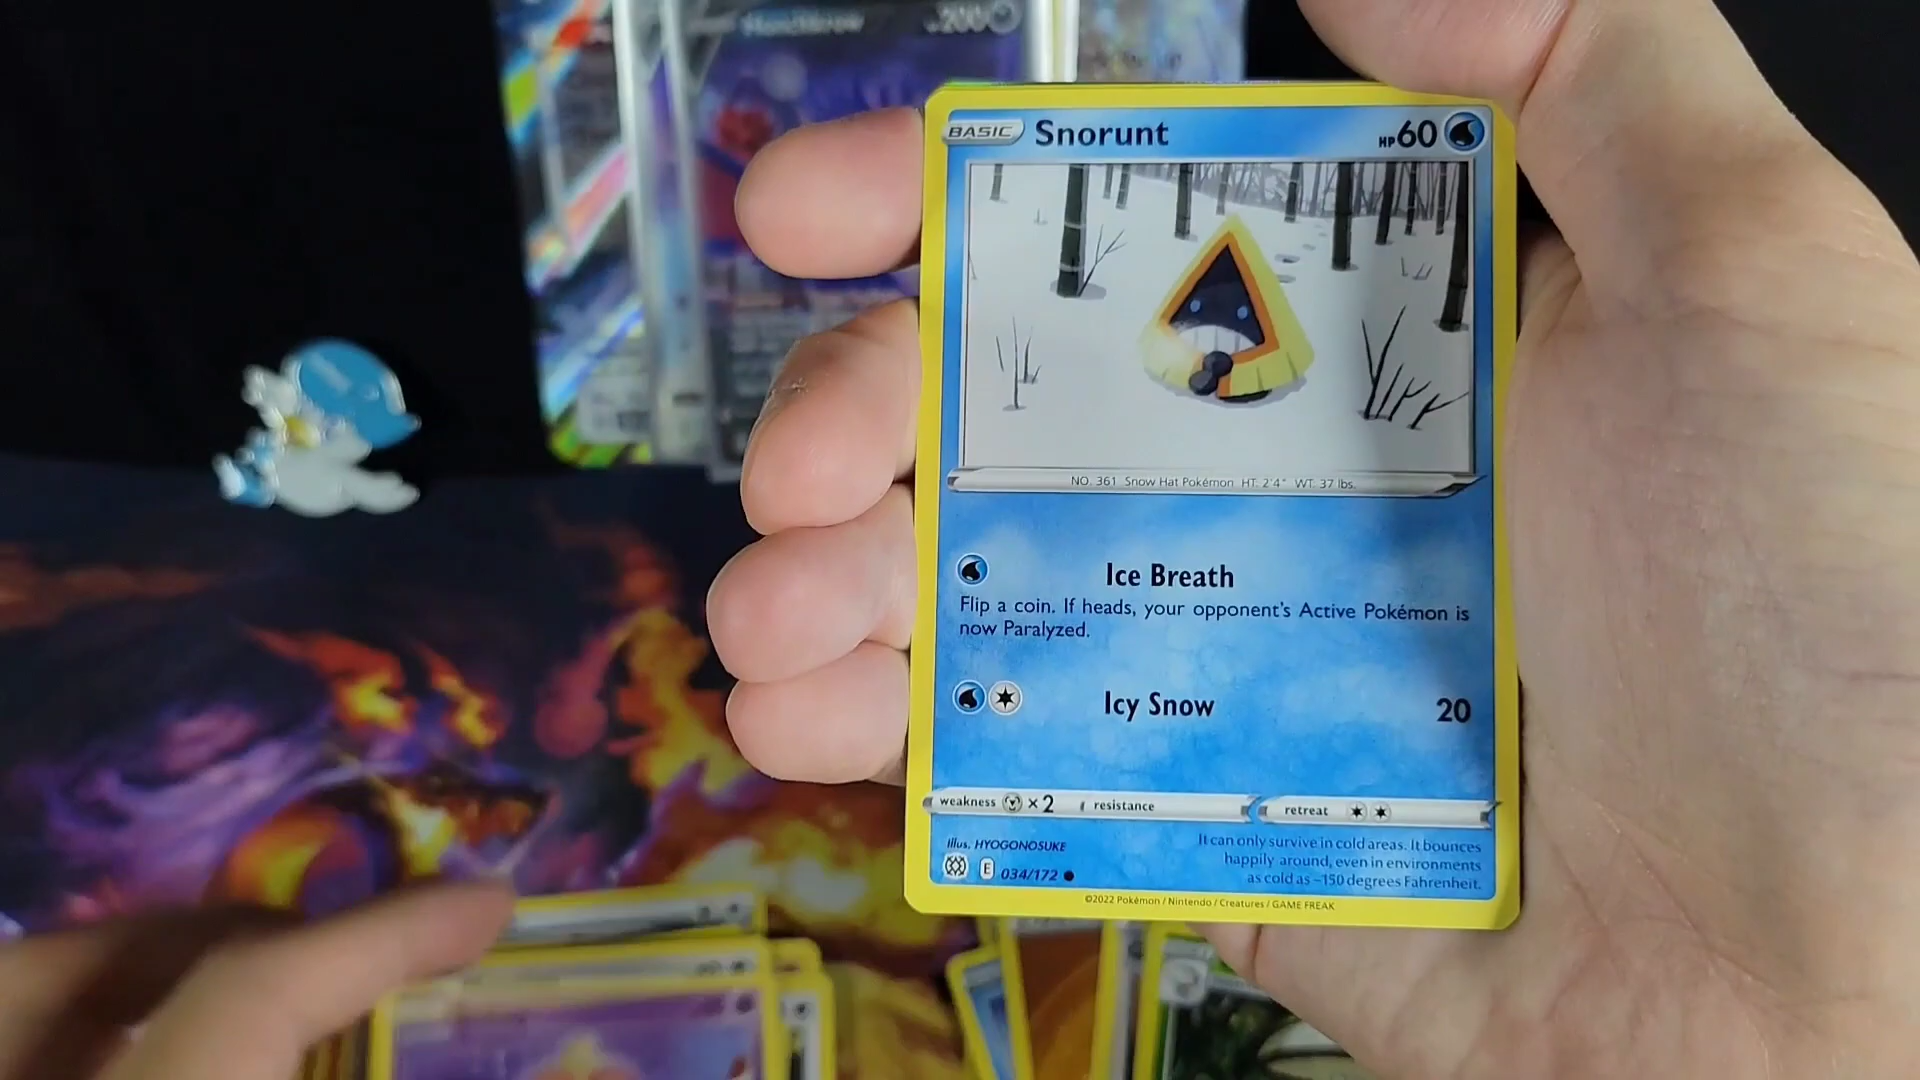 200
BASIC Snorunt HP60
NO. 361 Snow Hat Pokémon HT: 2'4" WT: 37 lbs.
Ice Breath
Flip a coin. If heads, your opponent's Active Pokémon is
now Paralyzed.
Icy Snow 20
weakness ×2 resistance retreat
Illus. HYOGONOSUKE
E 034/172
It can only survive in cold areas. It bounces
happily around, even in environments
as cold as –150 degrees Fahrenheit.
©2022 Pokémon / Nintendo / Creatures / GAME FREAK